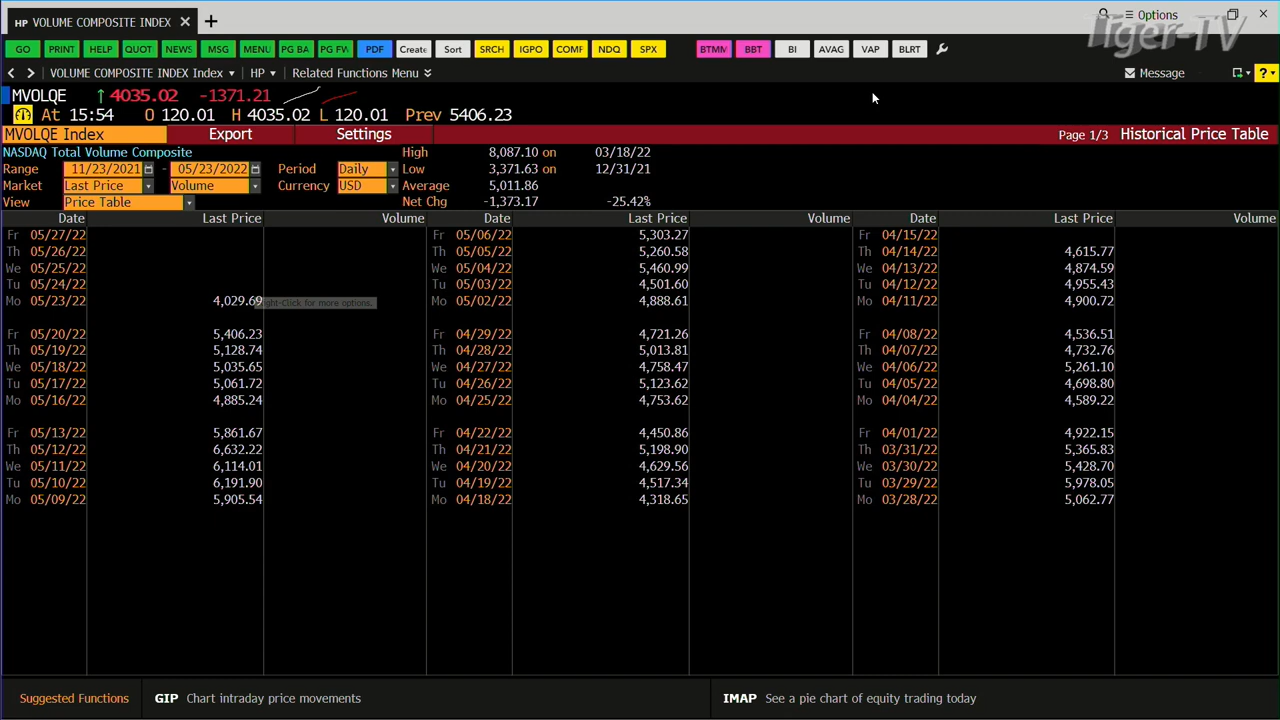 HP VOLUME COMPOSITE INDEX × +
Options
Tiger-TV
GO PRINT HELP QUOT NEWS MSG MENU PG BA PG FW PDF Create Sort SRCH IGPO COMF NDQ SPX BTMM BBT BI AVAG VAP BLRT
VOLUME COMPOSITE INDEX Index HP Related Functions Menu Message ?
MVOLQE ↑ 4035.02 -1371.21
At 15:54 O 120.01 H 4035.02 L 120.01 Prev 5406.23
MVOLQE Index Export Settings Page 1/3 Historical Price Table
NASDAQ Total Volume Composite High 8,087.10 on 03/18/22
Range 11/23/2021 - 05/23/2022 Period Daily Low 3,371.63 on 12/31/21
Market Last Price Volume Currency USD Average 5,011.86
View Price Table Net Chg -1,373.17 -25.42%
Date Last Price Volume Date Last Price Volume Date Last Price Volume
Fr 05/27/22 Fr 05/06/22 5,303.27 Fr 04/15/22
Th 05/26/22 Th 05/05/22 5,260.58 Th 04/14/22 4,615.77
We 05/25/22 We 05/04/22 5,460.99 We 04/13/22 4,874.59
Tu 05/24/22 Tu 05/03/22 4,501.60 Tu 04/12/22 4,955.43
Mo 05/23/22 4,029.69 ight-Click for more options. Mo 05/02/22 4,888.61 Mo 04/11/22 4,900.72
Fr 05/20/22 5,406.23 Fr 04/29/22 4,721.26 Fr 04/08/22 4,536.51
Th 05/19/22 5,128.74 Th 04/28/22 5,013.81 Th 04/07/22 4,732.76
We 05/18/22 5,035.65 We 04/27/22 4,758.47 We 04/06/22 5,261.10
Tu 05/17/22 5,061.72 Tu 04/26/22 5,123.62 Tu 04/05/22 4,698.80
Mo 05/16/22 4,885.24 Mo 04/25/22 4,753.62 Mo 04/04/22 4,589.22
Fr 05/13/22 5,861.67 Fr 04/22/22 4,450.86 Fr 04/01/22 4,922.15
Th 05/12/22 6,632.22 Th 04/21/22 5,198.90 Th 03/31/22 5,365.83
We 05/11/22 6,114.01 We 04/20/22 4,629.56 We 03/30/22 5,428.70
Tu 05/10/22 6,191.90 Tu 04/19/22 4,517.34 Tu 03/29/22 5,978.05
Mo 05/09/22 5,905.54 Mo 04/18/22 4,318.65 Mo 03/28/22 5,062.77
Suggested Functions GIP Chart intraday price movements IMAP See a pie chart of equity trading today